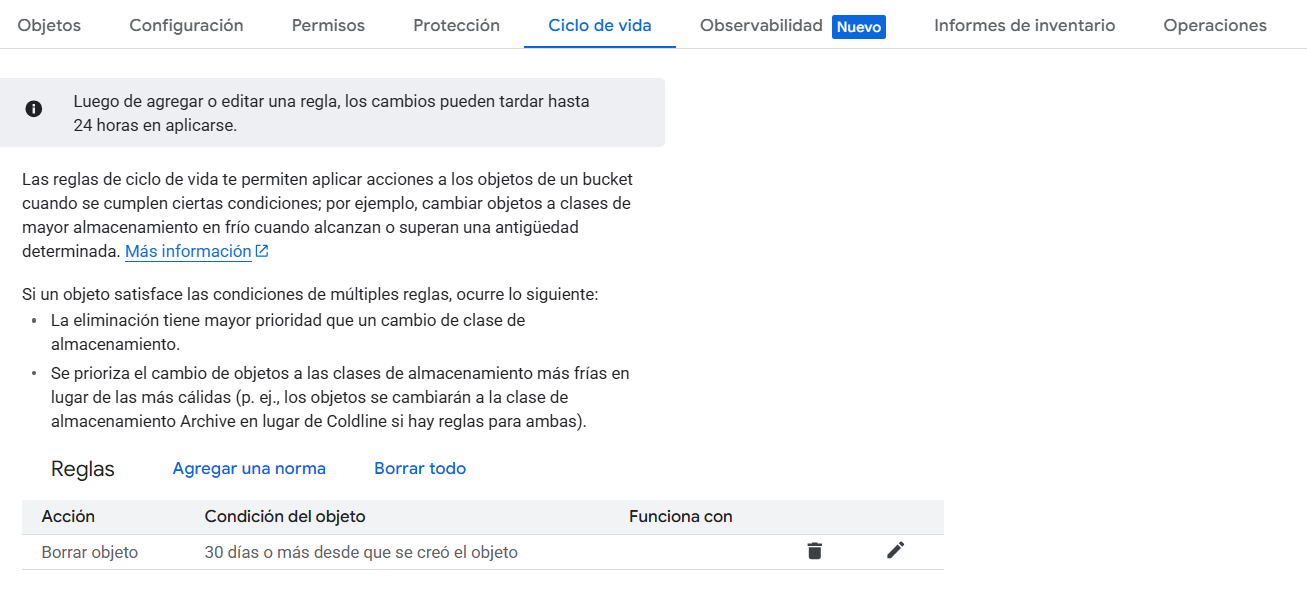 Objetos Configuración Permisos Protección Ciclo de vida Observabilidad Nuevo Informes de inventario Operaciones
Luego de agregar o editar una regla, los cambios pueden tardar hasta
24 horas en aplicarse.
Las reglas de ciclo de vida te permiten aplicar acciones a los objetos de un bucket
cuando se cumplen ciertas condiciones; por ejemplo, cambiar objetos a clases de
mayor almacenamiento en frío cuando alcanzan o superan una antigüedad
determinada. Más información
Si un objeto satisface las condiciones de múltiples reglas, ocurre lo siguiente:
• La eliminación tiene mayor prioridad que un cambio de clase de
almacenamiento.
• Se prioriza el cambio de objetos a las clases de almacenamiento más frías en
lugar de las más cálidas (p. ej., los objetos se cambiarán a la clase de
almacenamiento Archive en lugar de Coldline si hay reglas para ambas).
Reglas Agregar una norma Borrar todo
Acción Condición del objeto Funciona con
Borrar objeto 30 días o más desde que se creó el objeto